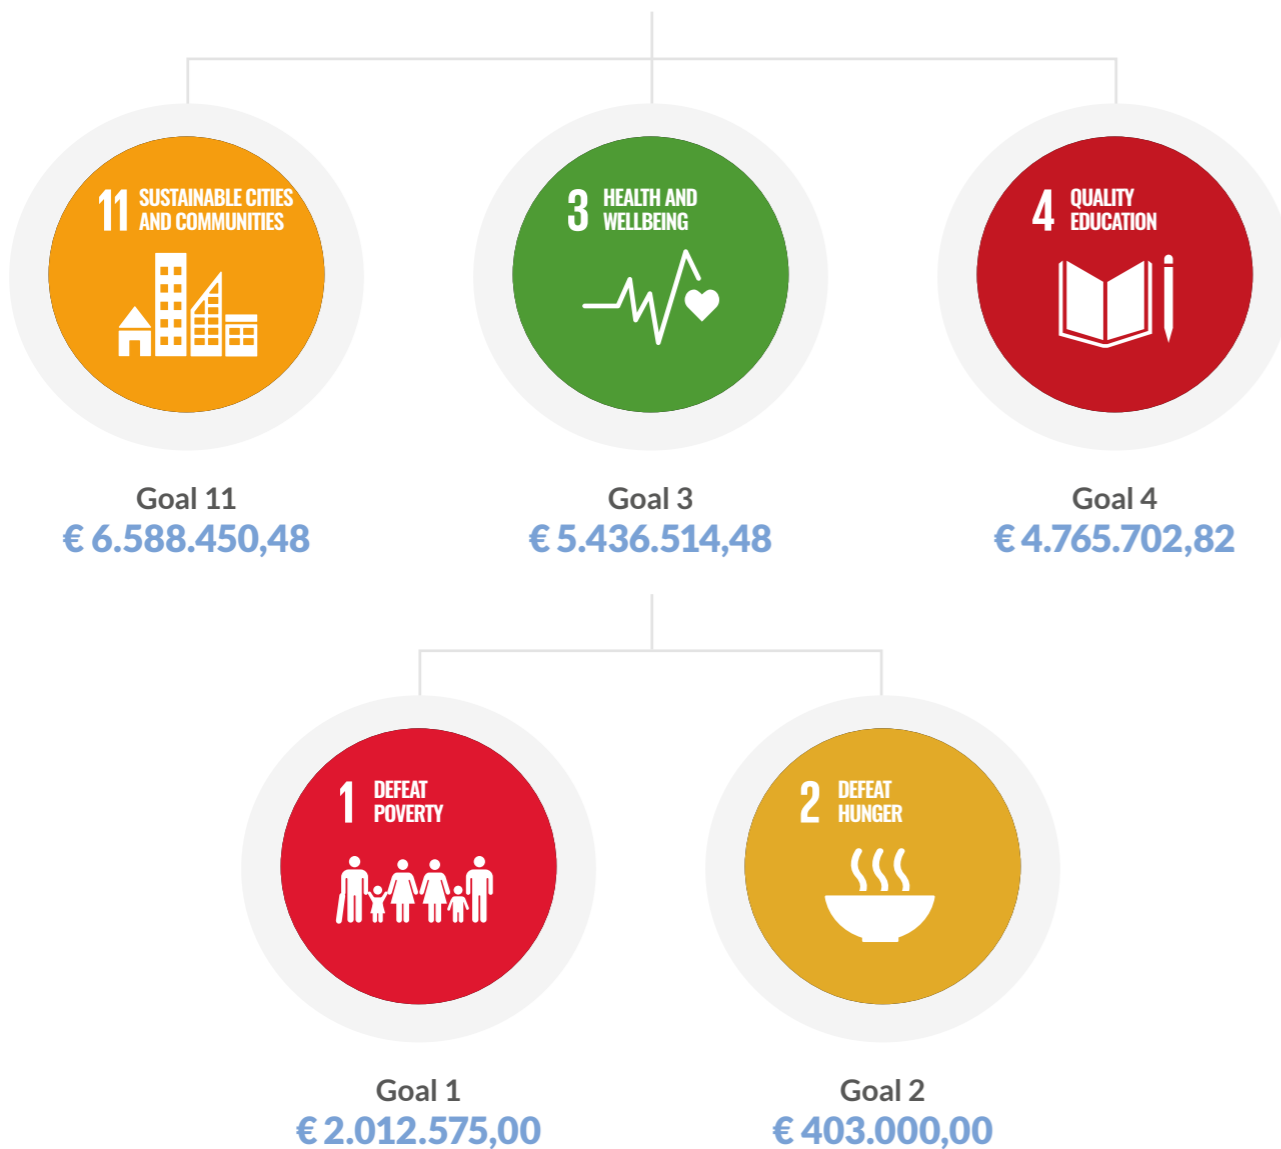 11 SUSTAINABLE CITIES
AND COMMUNITIES
3 HEALTH AND
WELLBEING
4 QUALITY
EDUCATION
Goal 11
€ 6.588.450,48
Goal 3
€ 5.436.514,48
Goal 4
€ 4.765.702,82
1 DEFEAT
POVERTY
2 DEFEAT
HUNGER
Goal 1
€ 2.012.575,00
Goal 2
€ 403.000,00